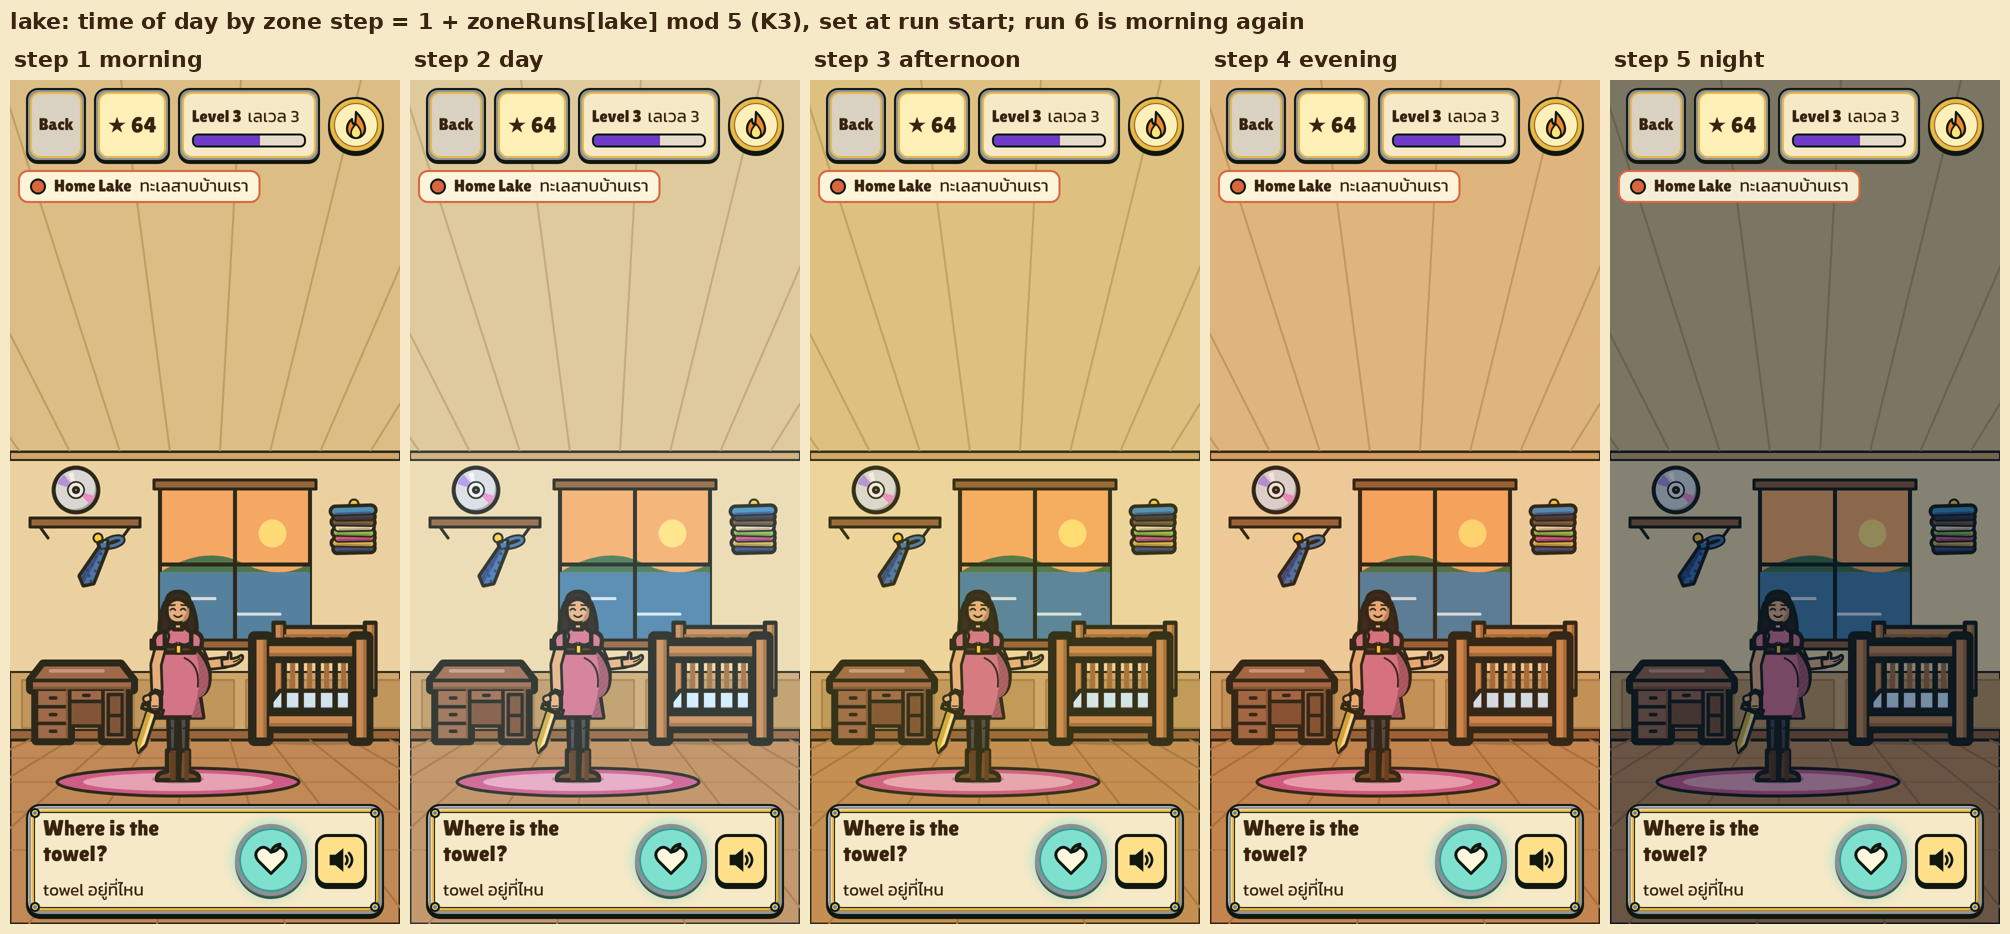 lake: time of day by zone step = 1 + zoneRuns[lake] mod 5 (K3), set at run start; run 6 is morning again
step 1 morning
Back
★ 64
Level 3 เลเวล 3
Home Lake ทะเลสาบบ้านเรา
Where is the
towel?
towel อยู่ที่ไหน
step 2 day
Back
★ 64
Level 3 เลเวล 3
Home Lake ทะเลสาบบ้านเรา
Where is the
towel?
towel อยู่ที่ไหน
step 3 afternoon
Back
★ 64
Level 3 เลเวล 3
Home Lake ทะเลสาบบ้านเรา
Where is the
towel?
towel อยู่ที่ไหน
step 4 evening
Back
★ 64
Level 3 เลเวล 3
Home Lake ทะเลสาบบ้านเรา
Where is the
towel?
towel อยู่ที่ไหน
step 5 night
Back
★ 64
Level 3 เลเวล 3
Home Lake ทะเลสาบบ้านเรา
Where is the
towel?
towel อยู่ที่ไหน